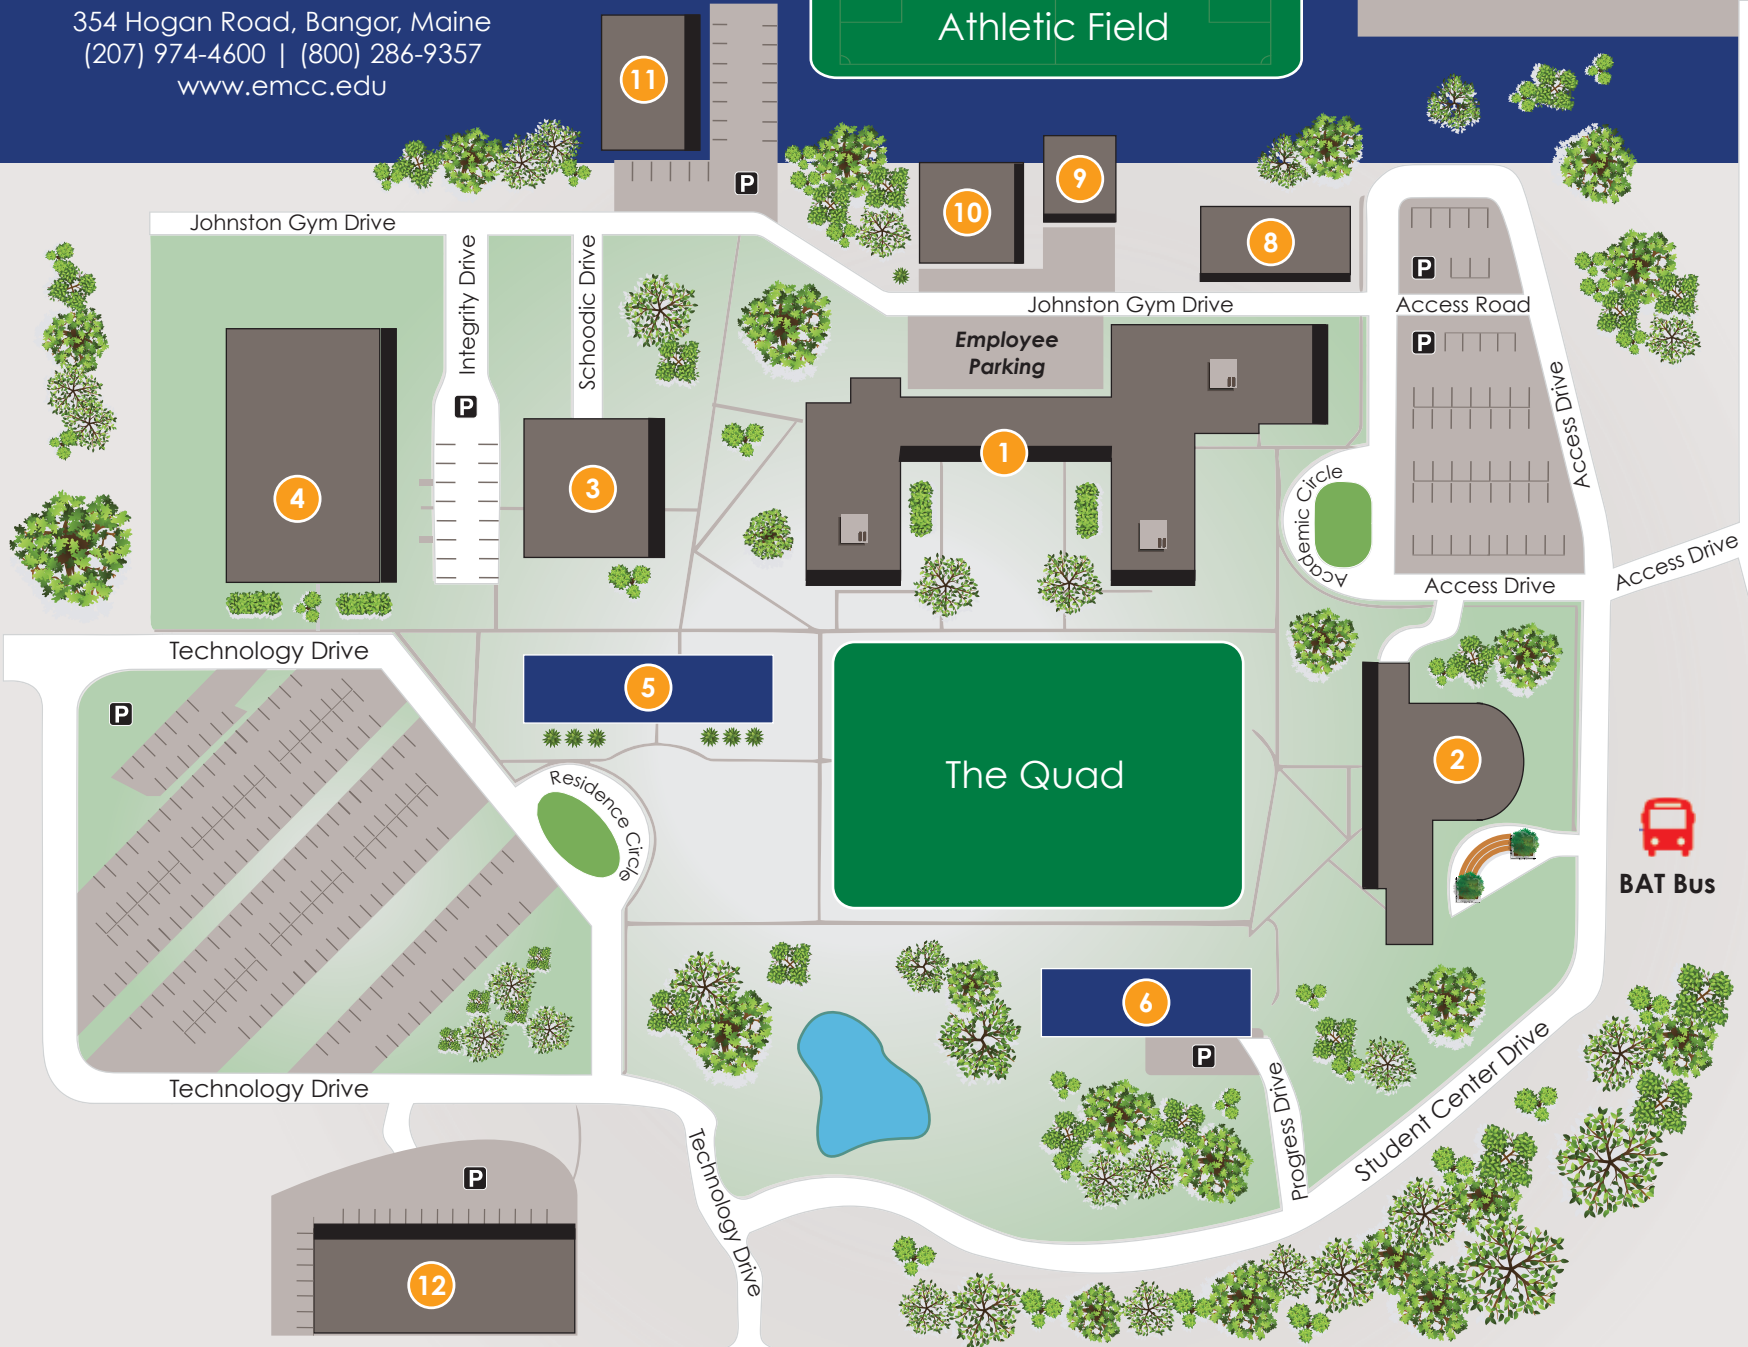 354 Hogan Road, Bangor, Maine
(207) 974-4600 | (800) 286-9357
www.emcc.edu
Athletic Field
11
P
9
10
8
Johnston Gym Drive
Integrity Drive
Schoodic Drive
P
Johnston Gym Drive
Access Road
Employee
Parking
P
Access Drive
P
1
4
3
Academic Circle
Access Drive
Access Drive
Technology Drive
5
P
The Quad
2
Residence Circle
BAT Bus
6
P
Technology Drive
Progress Drive
Student Center Drive
Technology Drive
P
12